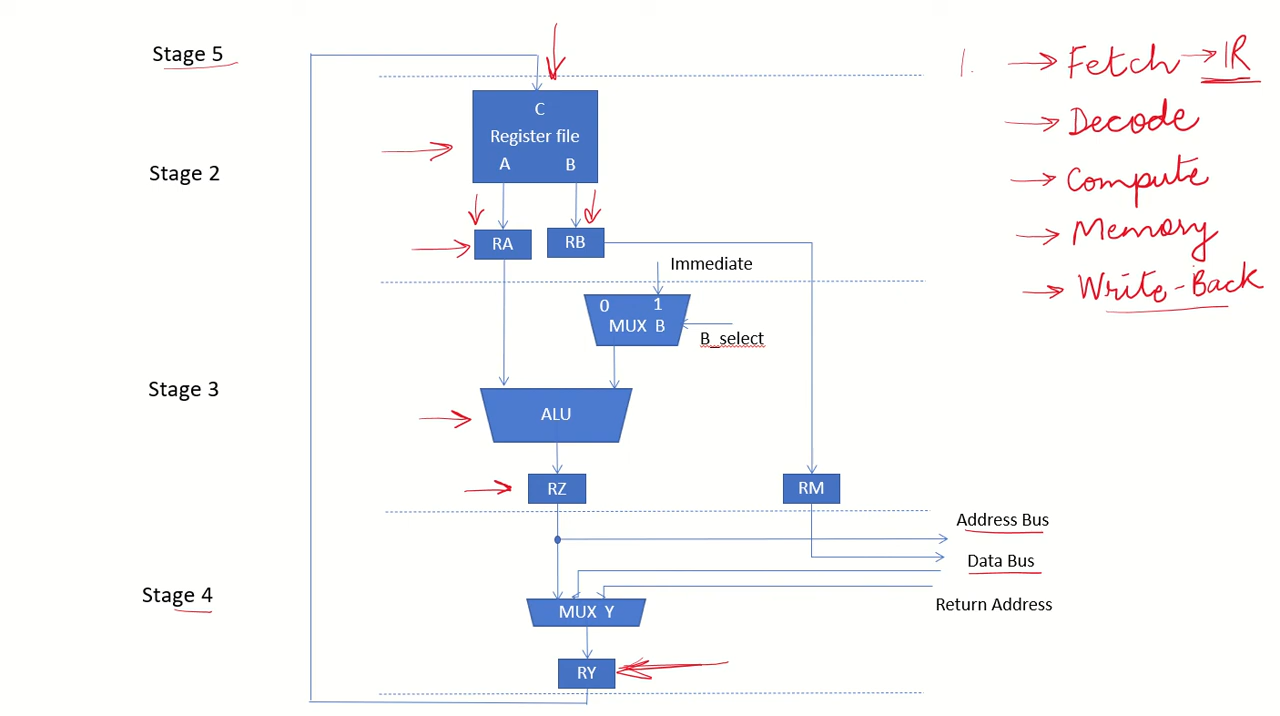 Stage 5
1. → Fetch → IR
C
Register file
A B
→ Decode
Stage 2
→ Compute
RA RB
→ Memory
Immediate
→ Write-Back
0 1
MUX B
B_select
Stage 3
ALU
RZ
RM
Address Bus
Data Bus
Stage 4
MUX Y
Return Address
RY